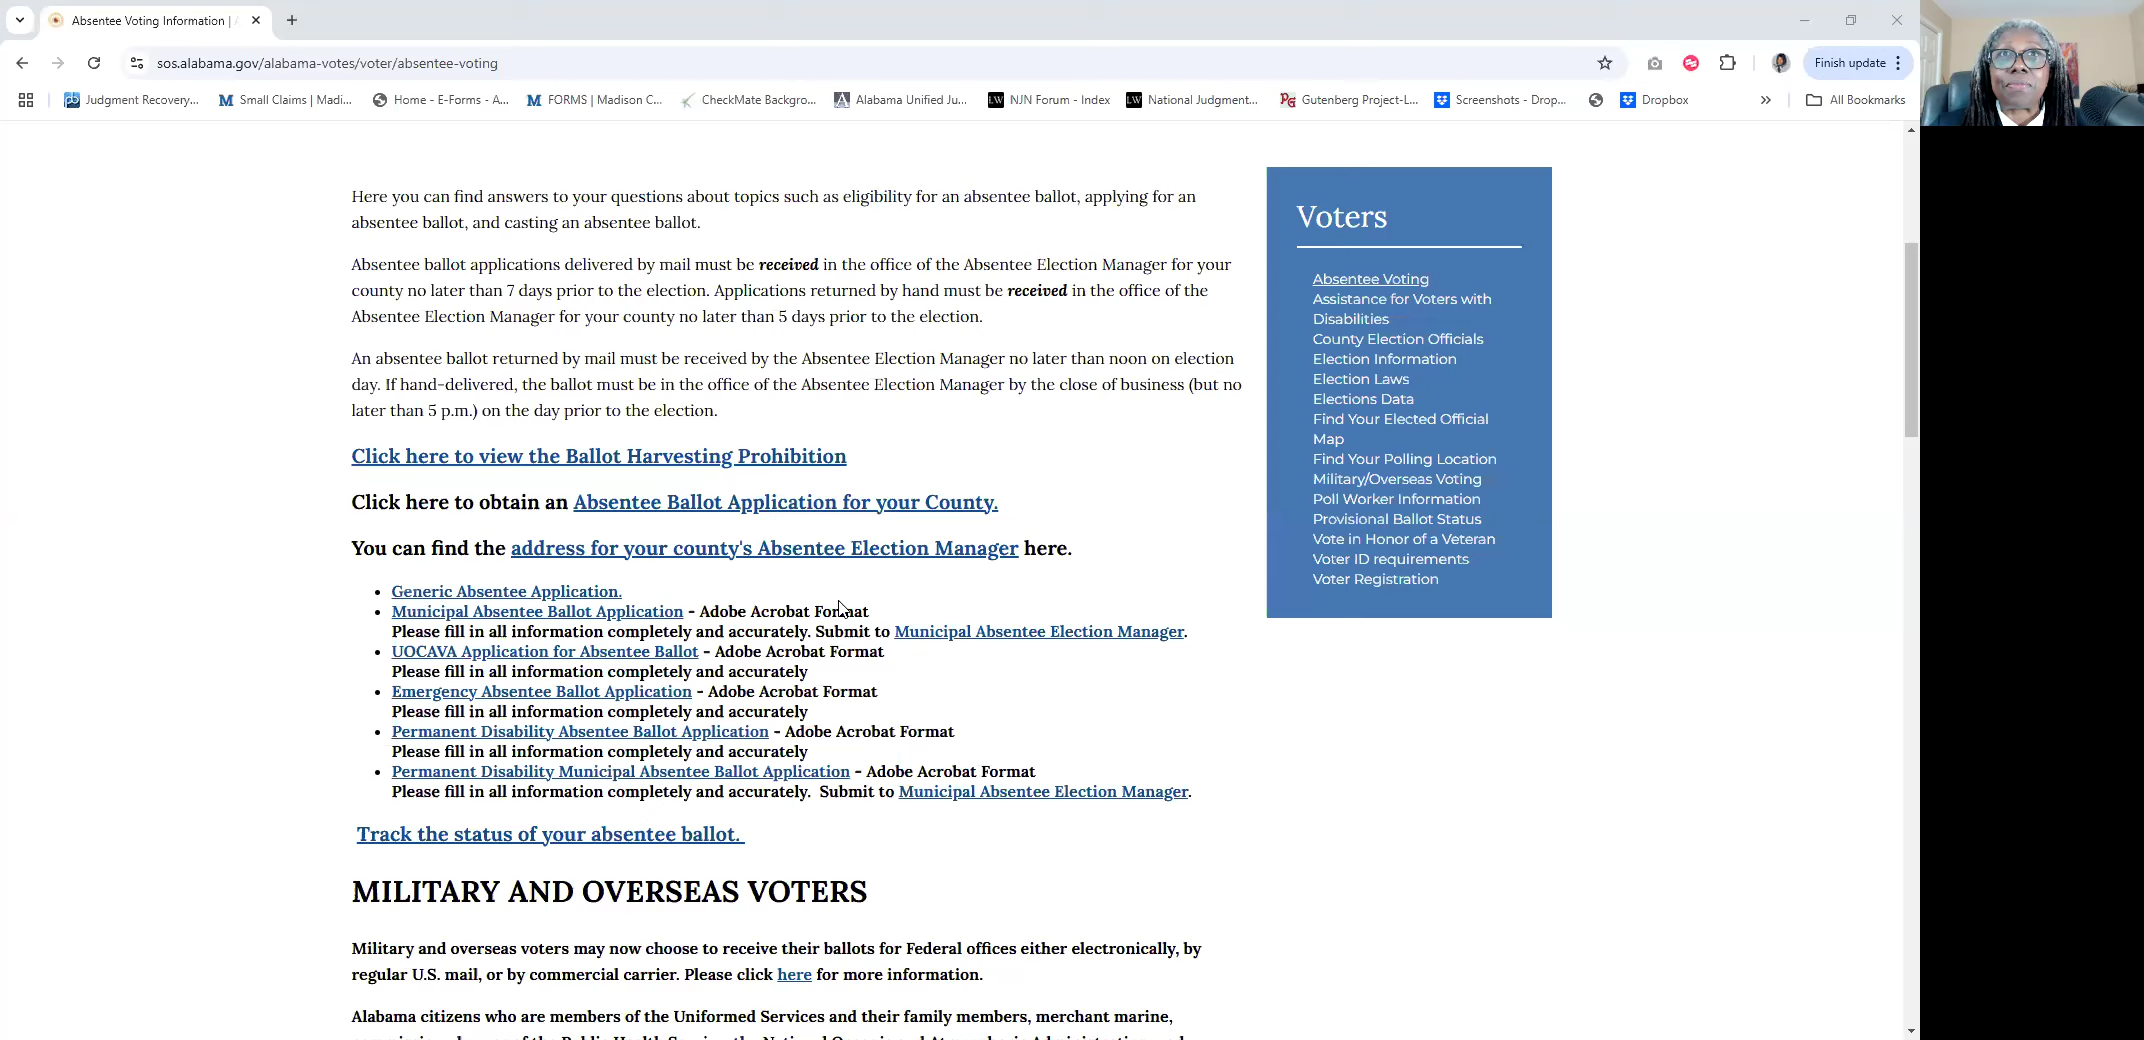 Absentee Voting Information |
sos.alabama.gov/alabama-votes/voter/absentee-voting
Finish update
Judgment Recovery...
Small Claims | Madi...
Home - E-Forms - A...
FORMS | Madison C...
CheckMate Backgro...
Alabama Unified Ju...
NJN Forum - Index
National Judgment...
Gutenberg Project-L...
Screenshots - Drop...
Dropbox
All Bookmarks
Here you can find answers to your questions about topics such as eligibility for an absentee ballot, applying for an
absentee ballot, and casting an absentee ballot.
Absentee ballot applications delivered by mail must be received in the office of the Absentee Election Manager for your
county no later than 7 days prior to the election. Applications returned by hand must be received in the office of the
Absentee Election Manager for your county no later than 5 days prior to the election.
An absentee ballot returned by mail must be received by the Absentee Election Manager no later than noon on election
day. If hand-delivered, the ballot must be in the office of the Absentee Election Manager by the close of business (but no
later than 5 p.m.) on the day prior to the election.
Click here to view the Ballot Harvesting Prohibition
Click here to obtain an Absentee Ballot Application for your County.
You can find the address for your county's Absentee Election Manager here.
Generic Absentee Application.
Municipal Absentee Ballot Application - Adobe Acrobat Format
Please fill in all information completely and accurately. Submit to Municipal Absentee Election Manager.
UOCAVA Application for Absentee Ballot - Adobe Acrobat Format
Please fill in all information completely and accurately
Emergency Absentee Ballot Application - Adobe Acrobat Format
Please fill in all information completely and accurately
Permanent Disability Absentee Ballot Application - Adobe Acrobat Format
Please fill in all information completely and accurately
Permanent Disability Municipal Absentee Ballot Application - Adobe Acrobat Format
Please fill in all information completely and accurately. Submit to Municipal Absentee Election Manager.
Track the status of your absentee ballot.
MILITARY AND OVERSEAS VOTERS
Military and overseas voters may now choose to receive their ballots for Federal offices either electronically, by
regular U.S. mail, or by commercial carrier. Please click here for more information.
Alabama citizens who are members of the Uniformed Services and their family members, merchant marine,
Voters
Absentee Voting
Assistance for Voters with
Disabilities
County Election Officials
Election Information
Election Laws
Elections Data
Find Your Elected Official
Map
Find Your Polling Location
Military/Overseas Voting
Poll Worker Information
Provisional Ballot Status
Vote in Honor of a Veteran
Voter ID requirements
Voter Registration